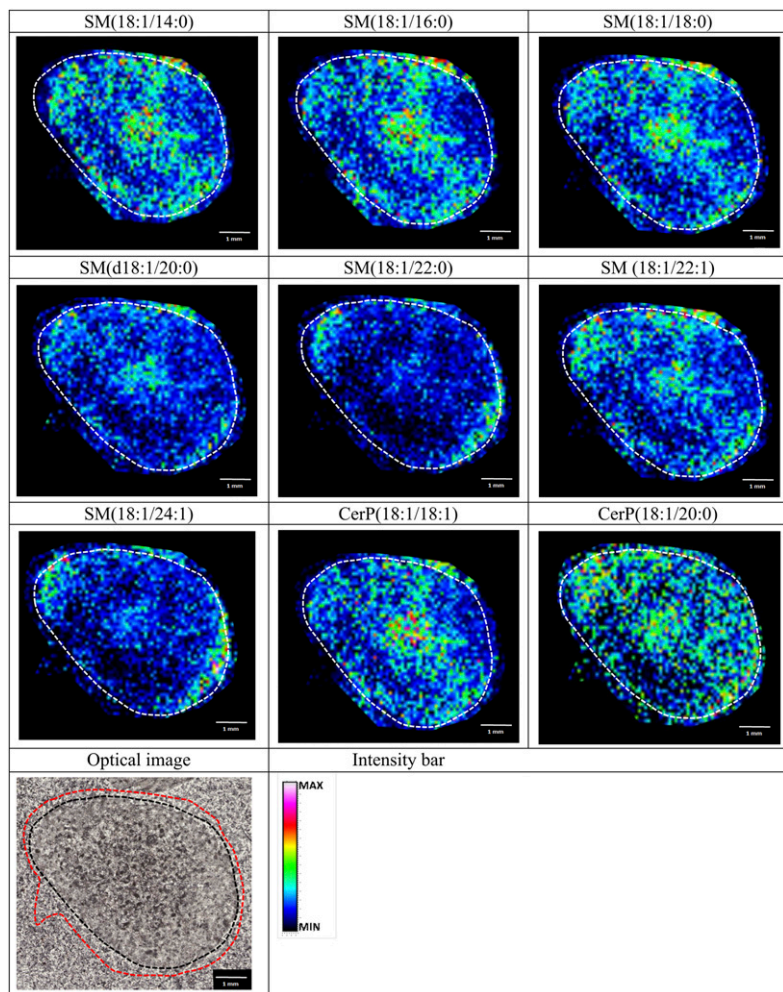 SM(18:1/14:0) SM(18:1/16:0) SM(18:1/18:0)
1 mm 1 mm 1 mm
SM(d18:1/20:0) SM(18:1/22:0) SM (18:1/22:1)
1 mm 1 mm 1 mm
SM(18:1/24:1) CerP(18:1/18:1) CerP(18:1/20:0)
1 mm 1 mm 1 mm
Optical image Intensity bar
MAX
MIN
1 mm